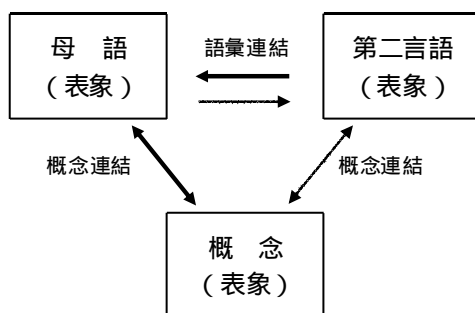 母　語
（表象）
語彙連結
第二言語
（表象）
概念連結
概念連結
概　念
（表象）